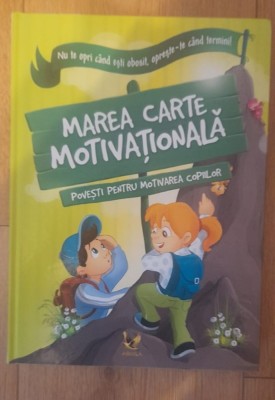 Nu te opri când ești obosit, oprește-te când termini!
MAREA CARTE
MOTIVAȚIONALĂ
POVEȘTI PENTRU MOTIVAREA COPIILOR